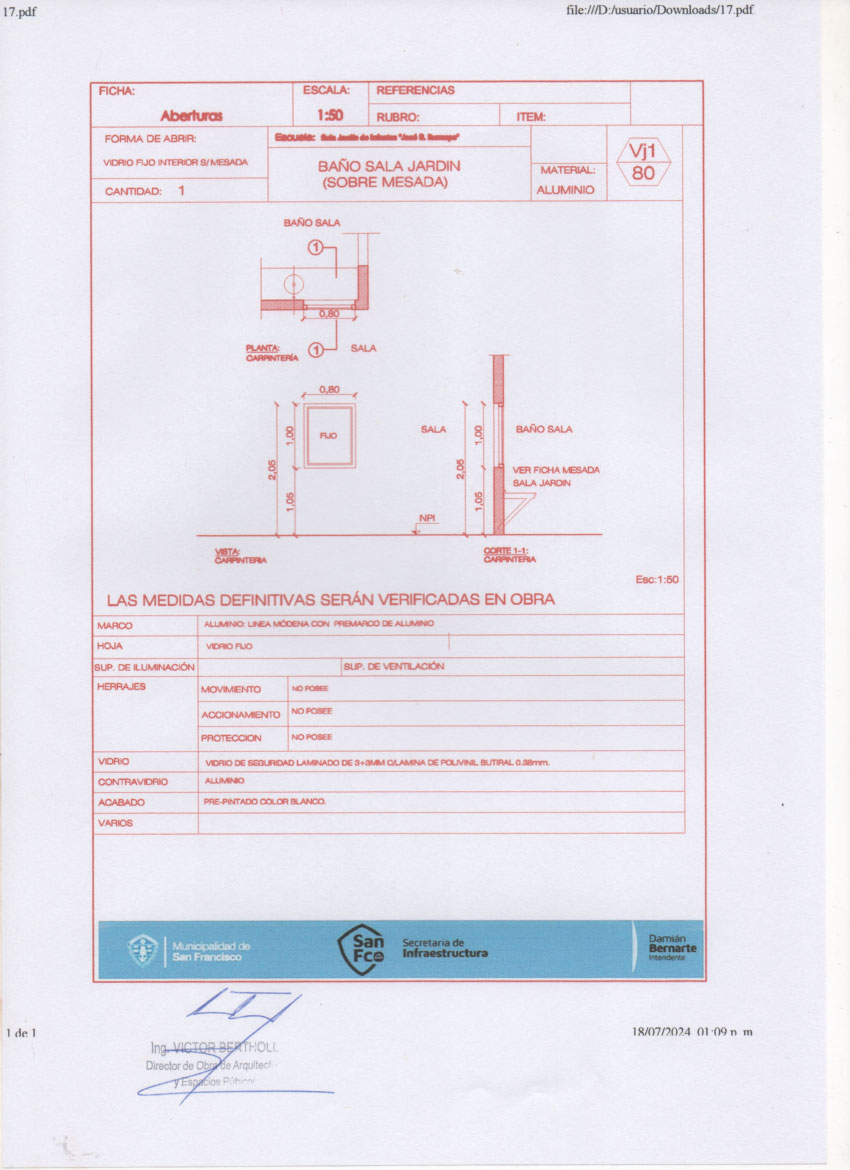 17.pdf
file:///D:/usuario/Downloads/17.pdf
FICHA:
Aberturas
ESCALA:
1:50
REFERENCIAS
RUBRO:
ITEM:
FORMA DE ABRIR:
VIDRIO FIJO INTERIOR S/MESADA
CANTIDAD: 1
Escuela: Sala Jardín de Infantes "José B.
BAÑO SALA JARDIN
(SOBRE MESADA)
MATERIAL:
ALUMINIO
Vj1
80
BAÑO SALA
1
0,80
PLANTA:
CARPINTERÍA
1
SALA
0,80
FIJO
1,00
2,05
1,05
VISTA:
CARPINTERIA
SALA
BAÑO SALA
1,00
2,05
1,05
VER FICHA MESADA
SALA JARDIN
NPI
CORTE 1-1:
CARPINTERIA
Esc:1:50
LAS MEDIDAS DEFINITIVAS SERÁN VERIFICADAS EN OBRA
MARCO
ALUMINIO: LINEA MÓDENA CON PREMARCO DE ALUMINIO
HOJA
VIDRIO FIJO
SUP. DE ILUMINACIÓN
SUP. DE VENTILACIÓN
HERRAJES
MOVIMIENTO
NO POSEE
ACCIONAMIENTO
NO POSEE
PROTECCION
NO POSEE
VIDRIO
VIDRIO DE SEGURIDAD LAMINADO DE 3+3MM C/LAMINA DE POLIVINIL BUTIRAL 0.38mm.
CONTRAVIDRIO
ALUMINIO
ACABADO
PRE-PINTADO COLOR BLANCO.
VARIOS
Municipalidad de
San Francisco
San
Fco
Secretaria de
Infraestructura
Damián
Bernarte
Intendente
1 de 1
18/07/2024 01:09 p. m.
Ing. VICTOR BERTHOLI
Director de Obra de Arquitect
y Espacios Públicos